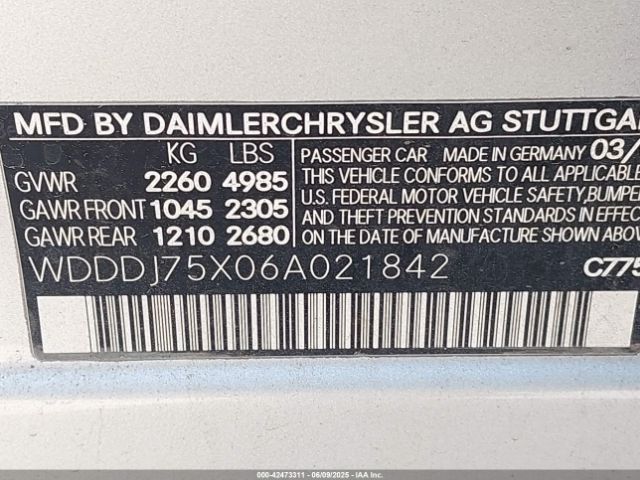 MFD BY DAIMLERCHRYSLER AG STUTTGA
KG LBS
GVWR 2260 4985
GAWR FRONT 1045 2305
GAWR REAR 1210 2680
PASSENGER CAR MADE IN GERMANY 03/
THIS VEHICLE CONFORMS TO ALL APPLICABLE
U.S. FEDERAL MOTOR VEHICLE SAFETY, BUMPE
AND THEFT PREVENTION STANDARDS IN EFFEC
ON THE DATE OF MANUFACTURE SHOWN ABOV
WDDDJ75X06A021842
C775
000-42473311 / 06/09/2025 / IAA Inc.